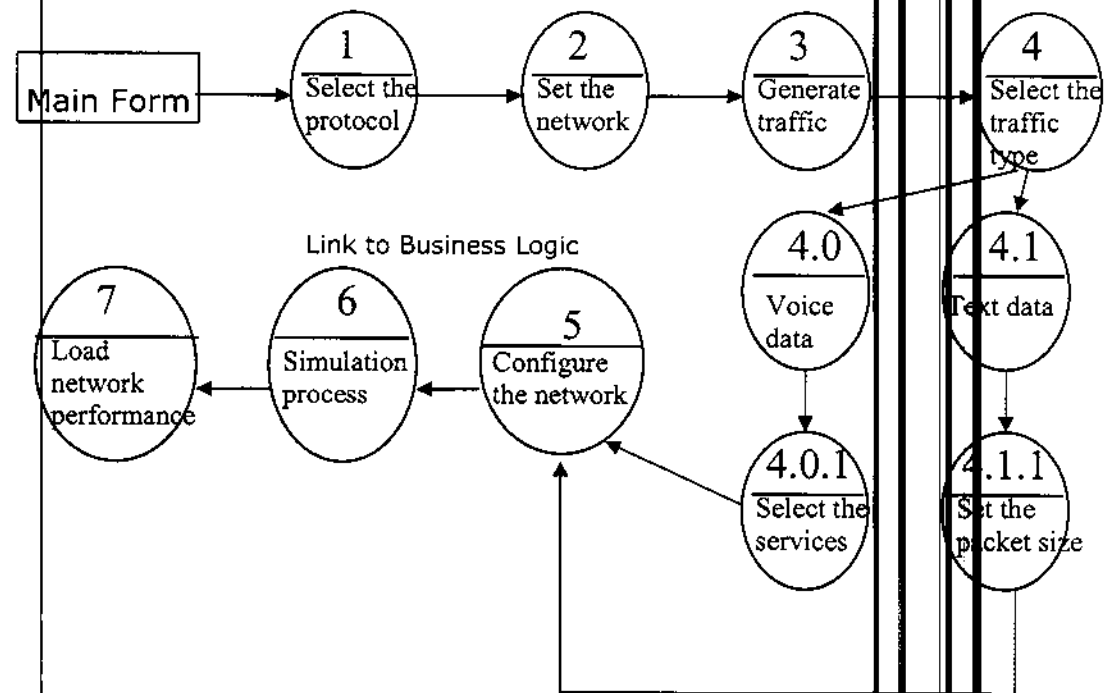 Main Form
1
Select the
protocol
2
Set the
network
3
Generate
traffic
4
Select the
traffic
type
Link to Business Logic
4.0
Voice
data
4.1
Text data
7
Load
network
performance
6
Simulation
process
5
Configure
the network
4.0.1
Select the
services
4.1.1
Set the
packet size